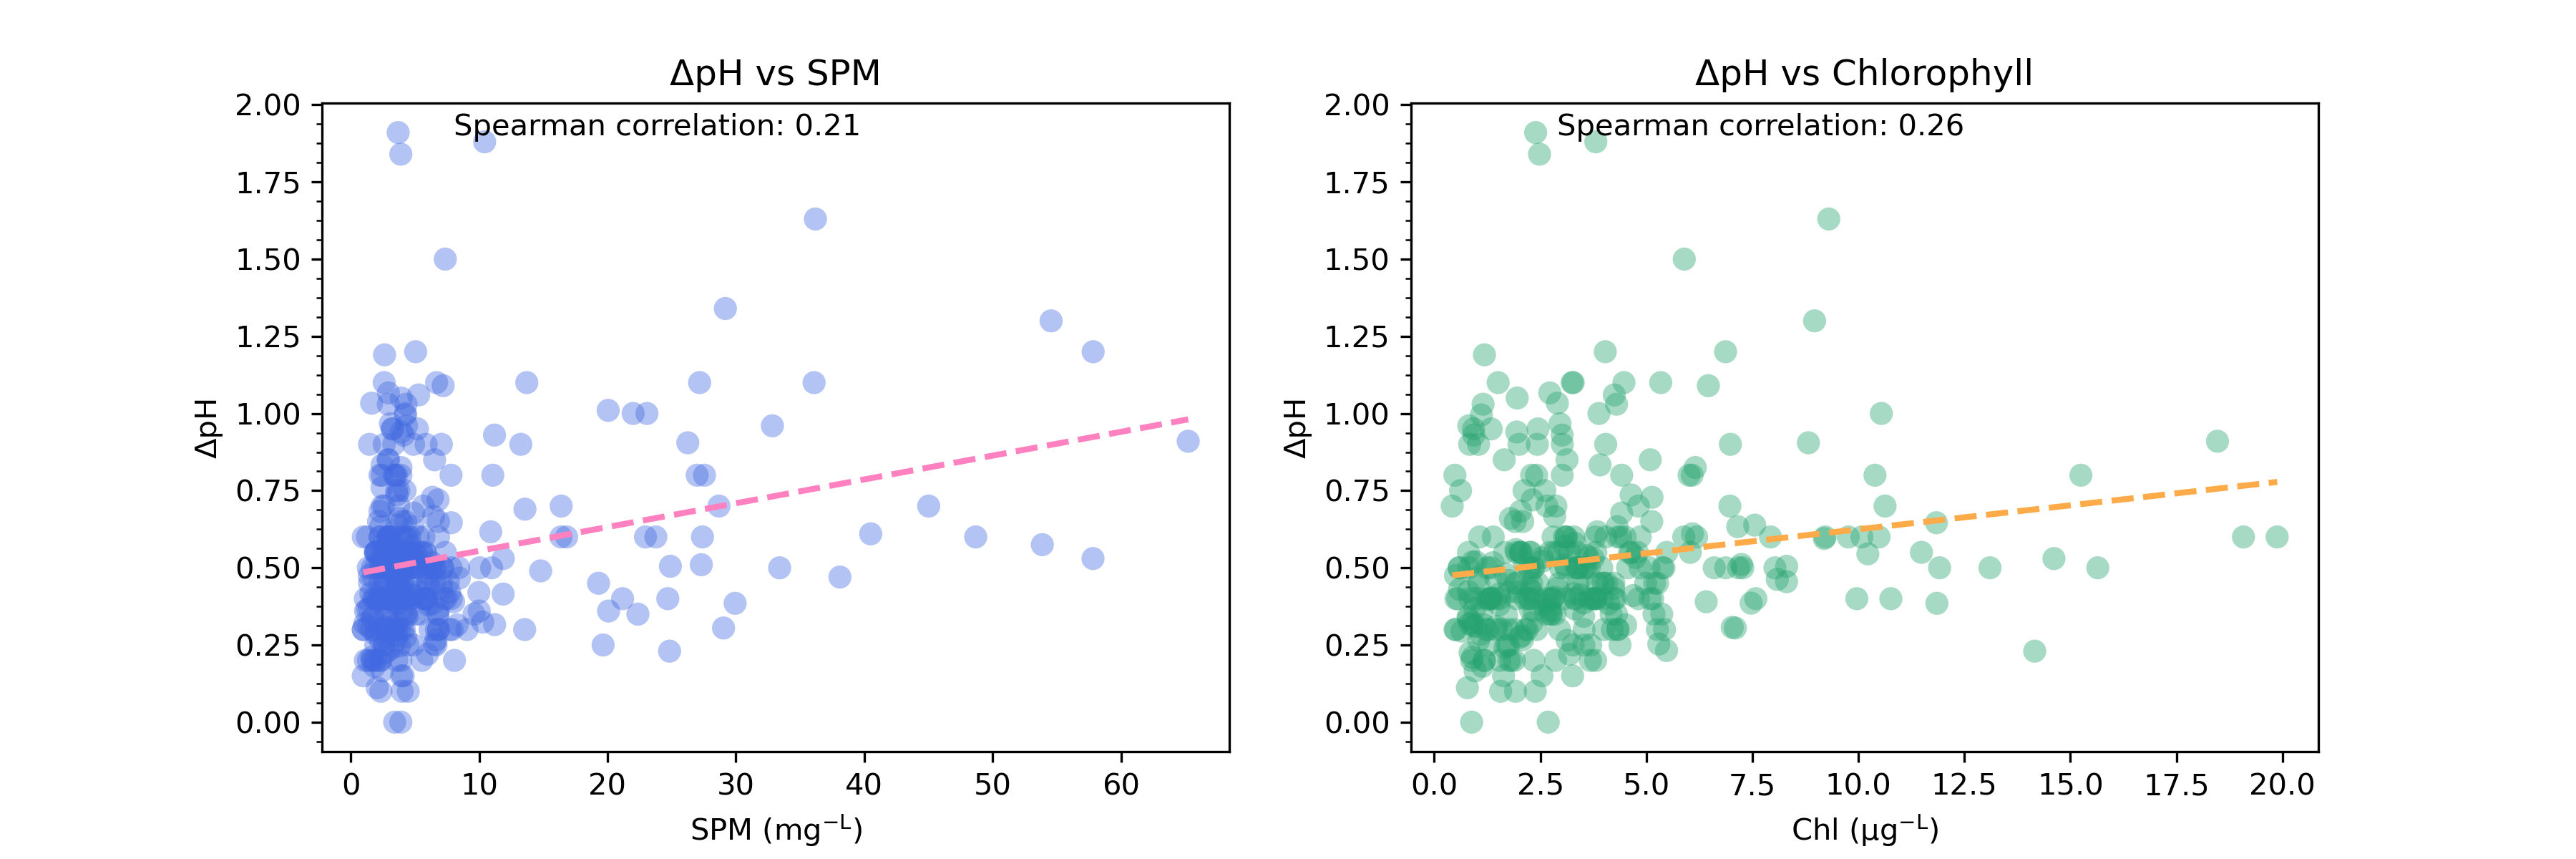 ΔpH vs SPM
Spearman correlation: 0.21
2.00
1.75
1.50
1.25
1.00
0.75
0.50
0.25
0.00
ΔpH
0 10 20 30 40 50 60
SPM (mg⁻ᴸ)
ΔpH vs Chlorophyll
Spearman correlation: 0.26
2.00
1.75
1.50
1.25
1.00
0.75
0.50
0.25
0.00
ΔpH
0.0 2.5 5.0 7.5 10.0 12.5 15.0 17.5 20.0
Chl (μg⁻ᴸ)